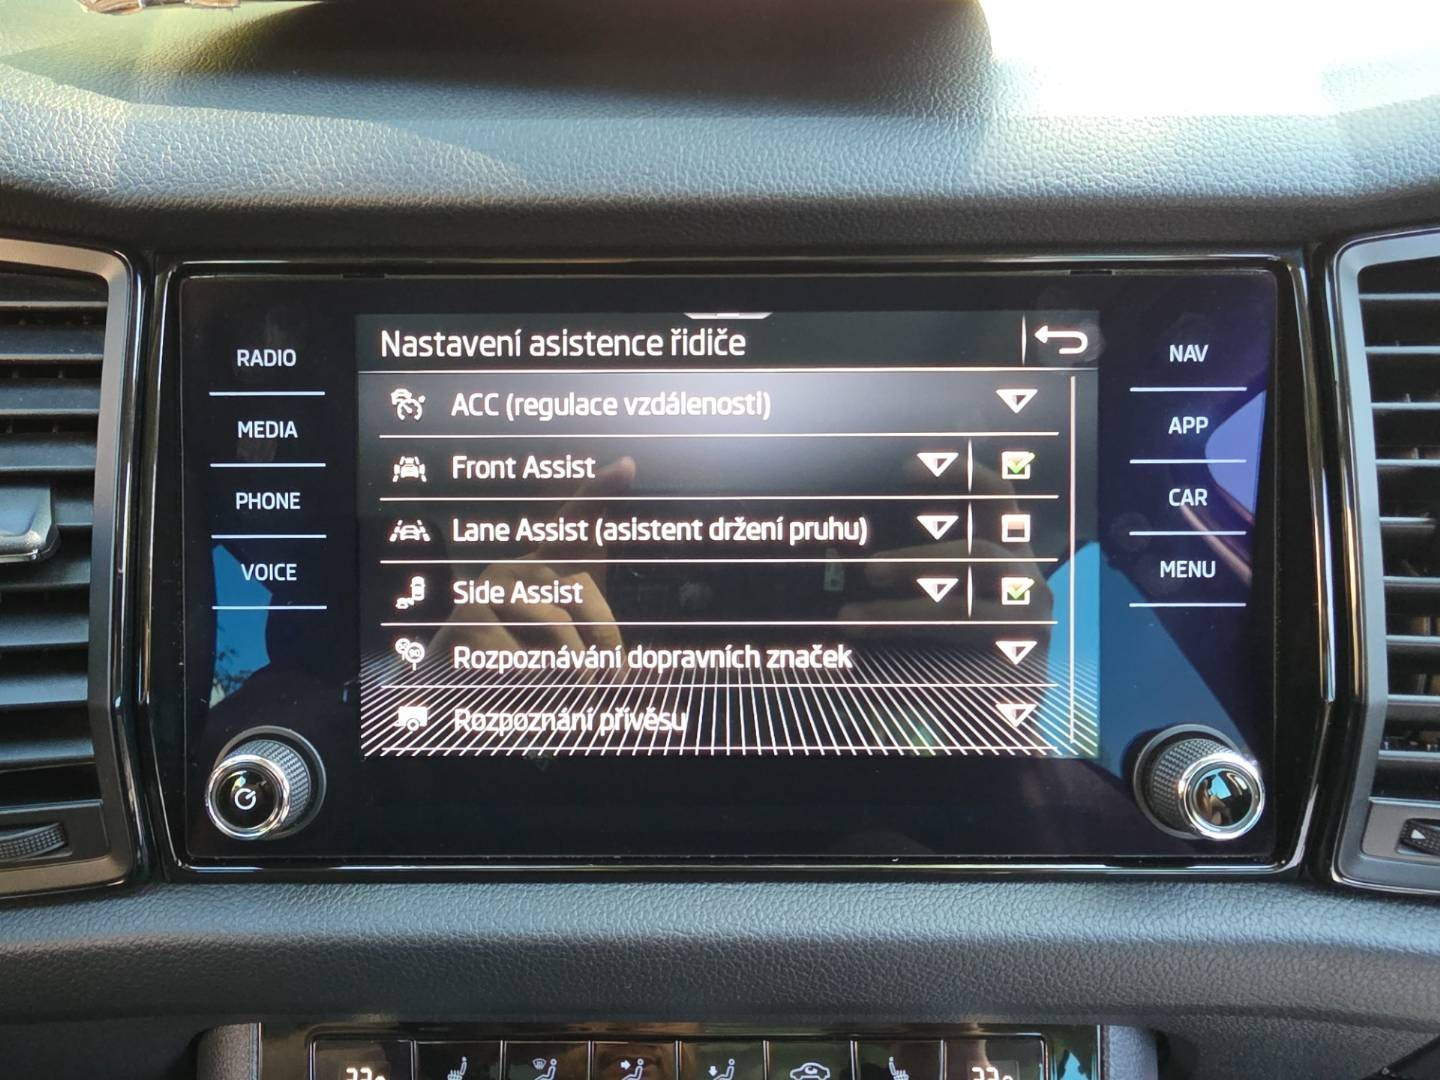 Nastavení asistence řidiče
RADIO
NAV
ACC (regulace vzdálenosti)
MEDIA
APP
Front Assist
PHONE
CAR
Lane Assist (asistent držení pruhu)
VOICE
MENU
Side Assist
90
Rozpoznávání dopravních značek
Rozpoznání přívěsu